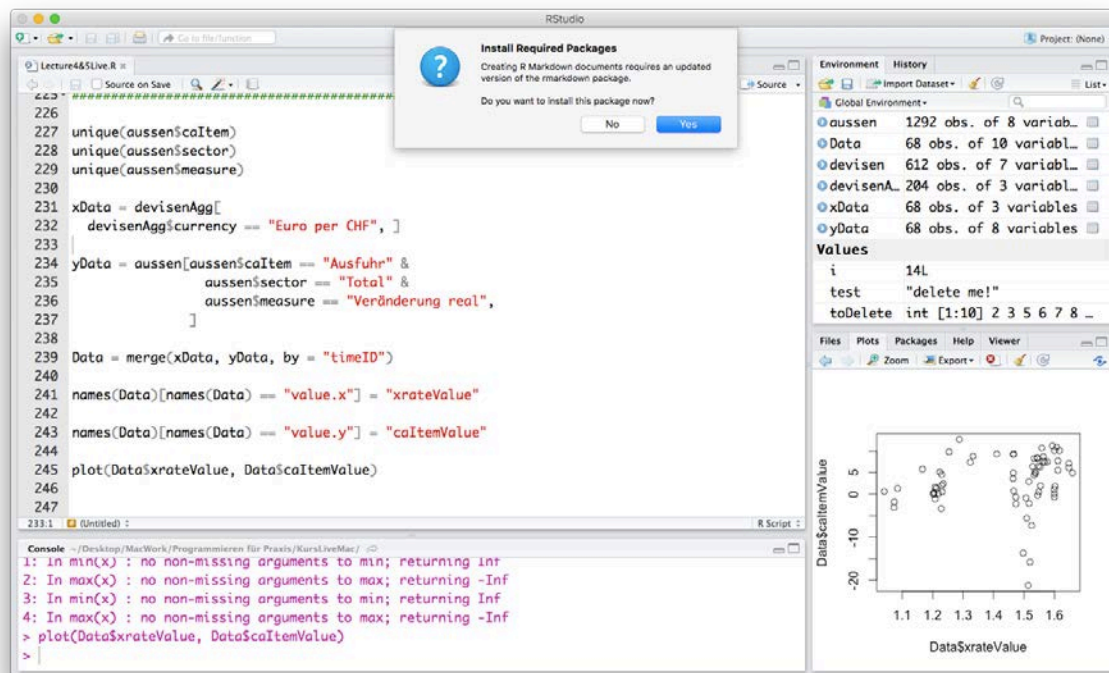 RStudio
Go to file/function
Project: (None)
Install Required Packages
Creating R Markdown documents requires an updated
version of the rmarkdown package.
Do you want to install this package now?
No
Yes
Lecture4&5Live.R
Source on Save
Source
225 ########################################
226
227 unique(aussen$caItem)
228 unique(aussen$sector)
229 unique(aussen$measure)
230
231 xData = devisenAgg[
232 devisenAgg$currency == "Euro per CHF", ]
233
234 yData = aussen[aussen$caItem == "Ausfuhr" &
235 aussen$sector == "Total" &
236 aussen$measure == "Veränderung real",
237 ]
238
239 Data = merge(xData, yData, by = "timeID")
240
241 names(Data)[names(Data) == "value.x"] = "xrateValue"
242
243 names(Data)[names(Data) == "value.y"] = "caItemValue"
244
245 plot(Data$xrateValue, Data$caItemValue)
246
247
233:1
(Untitled)
R Script
Console ~/Desktop/MacWork/Programmieren für Praxis/KursLiveMac/
1: In min(x) : no non-missing arguments to min; returning Inf
2: In max(x) : no non-missing arguments to max; returning -Inf
3: In min(x) : no non-missing arguments to min; returning Inf
4: In max(x) : no non-missing arguments to max; returning -Inf
> plot(Data$xrateValue, Data$caItemValue)
>
Environment History
Import Dataset
List
Global Environment
aussen 1292 obs. of 8 variab…
Data 68 obs. of 10 variabl…
devisen 612 obs. of 7 variabl…
devisenA… 204 obs. of 3 variabl…
xData 68 obs. of 3 variables
yData 68 obs. of 8 variables
Values
i 14L
test "delete me!"
toDelete int [1:10] 2 3 5 6 7 8 …
Files Plots Packages Help Viewer
Zoom Export
Data$caItemValue
5
0
-10
-20
1.1 1.2 1.3 1.4 1.5 1.6
Data$xrateValue